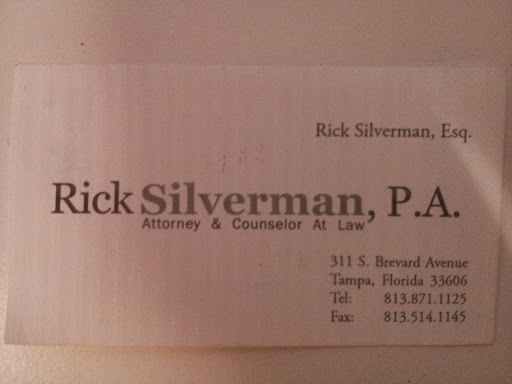 Rick Silverman, Esq.
Rick Silverman, P.A.
Attorney & Counselor At Law
311 S. Brevard Avenue
Tampa, Florida 33606
Tel: 813.871.1125
Fax: 813.514.1145